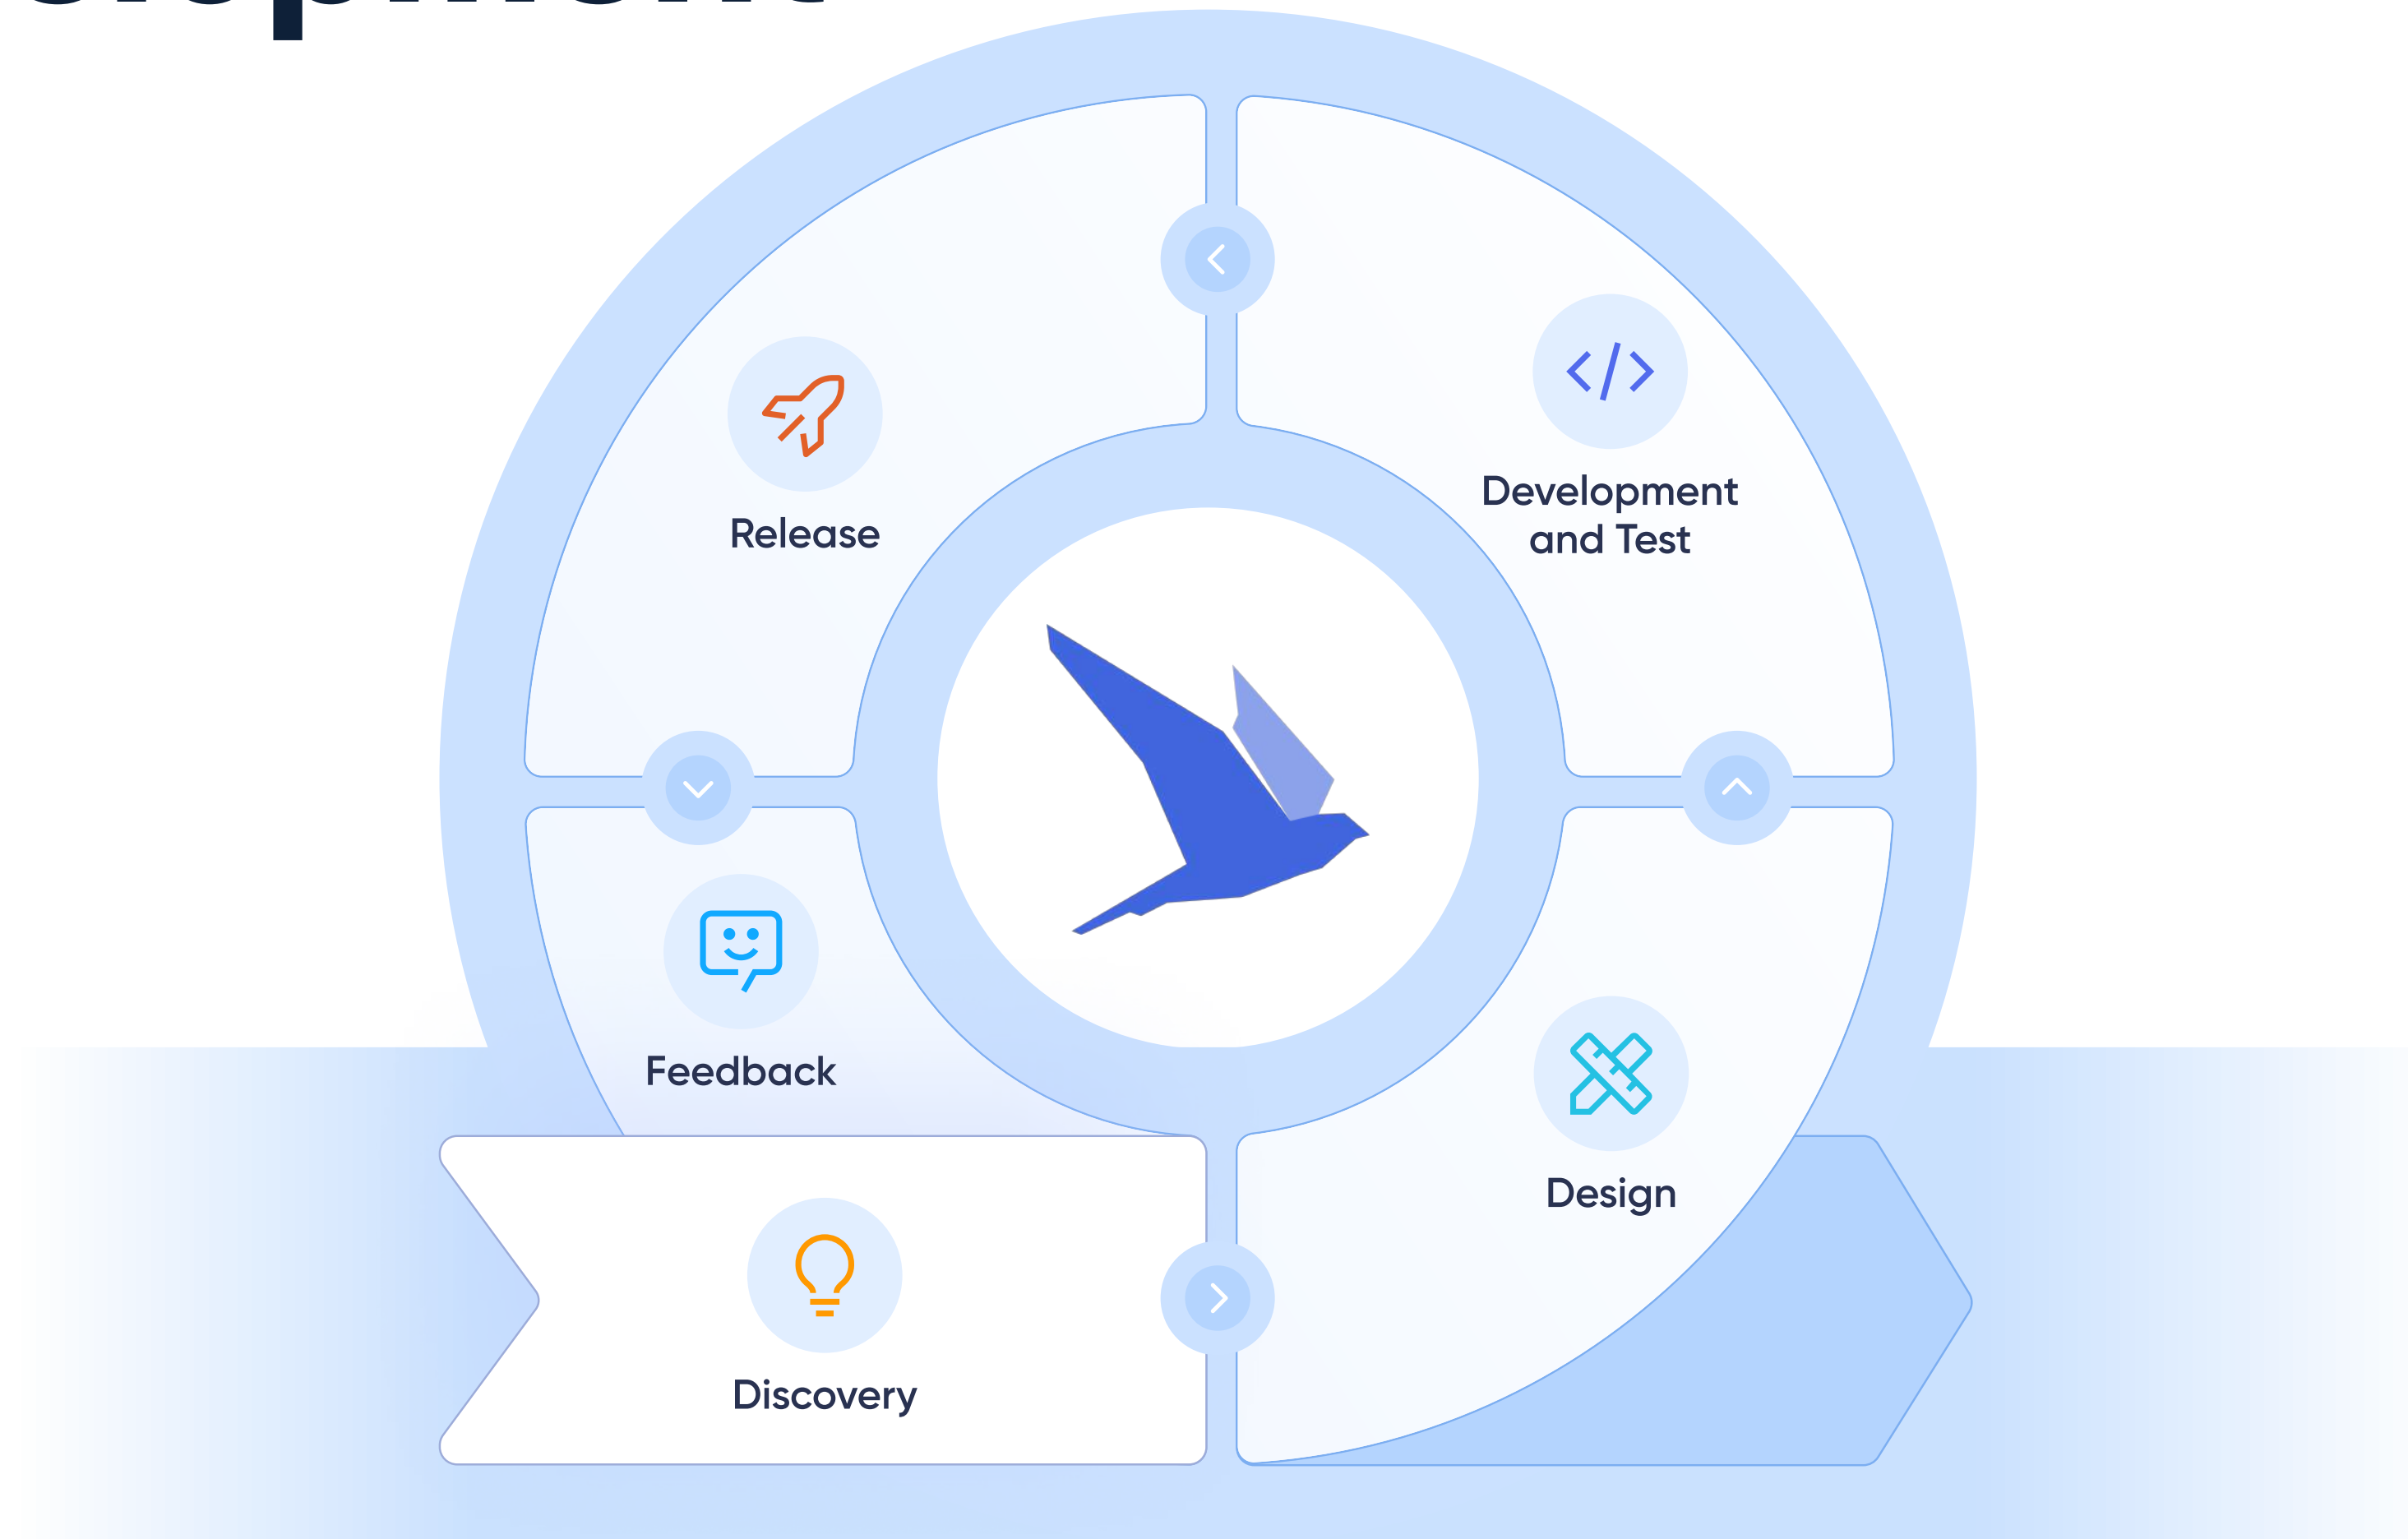 Release
Development
and Test
Feedback
Design
Discovery